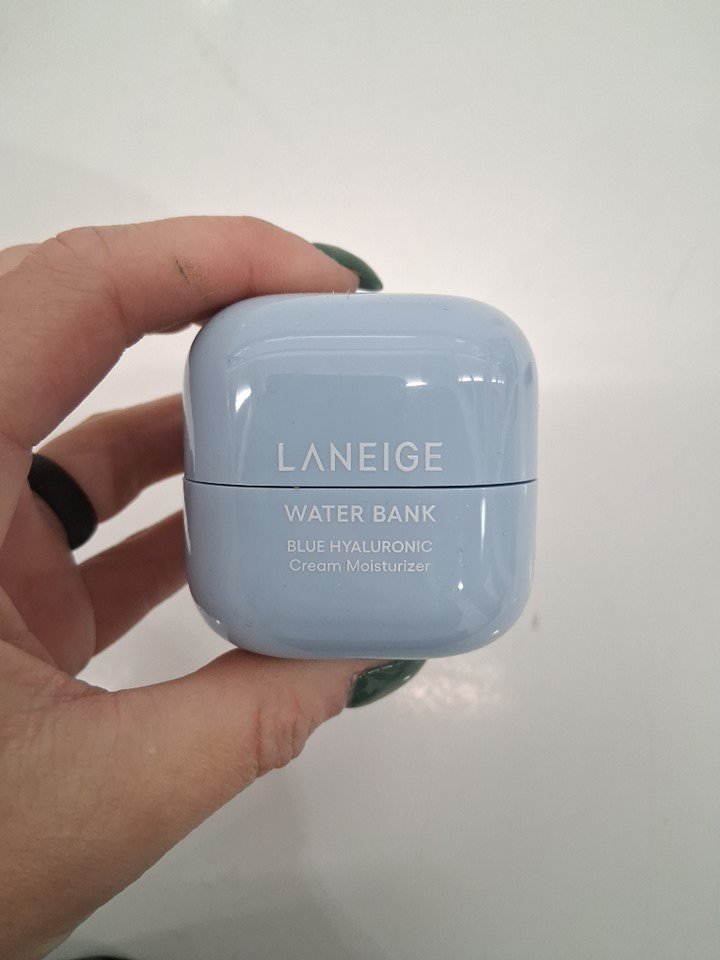 LANEIGE
WATER BANK
BLUE HYALURONIC
Cream Moisturizer